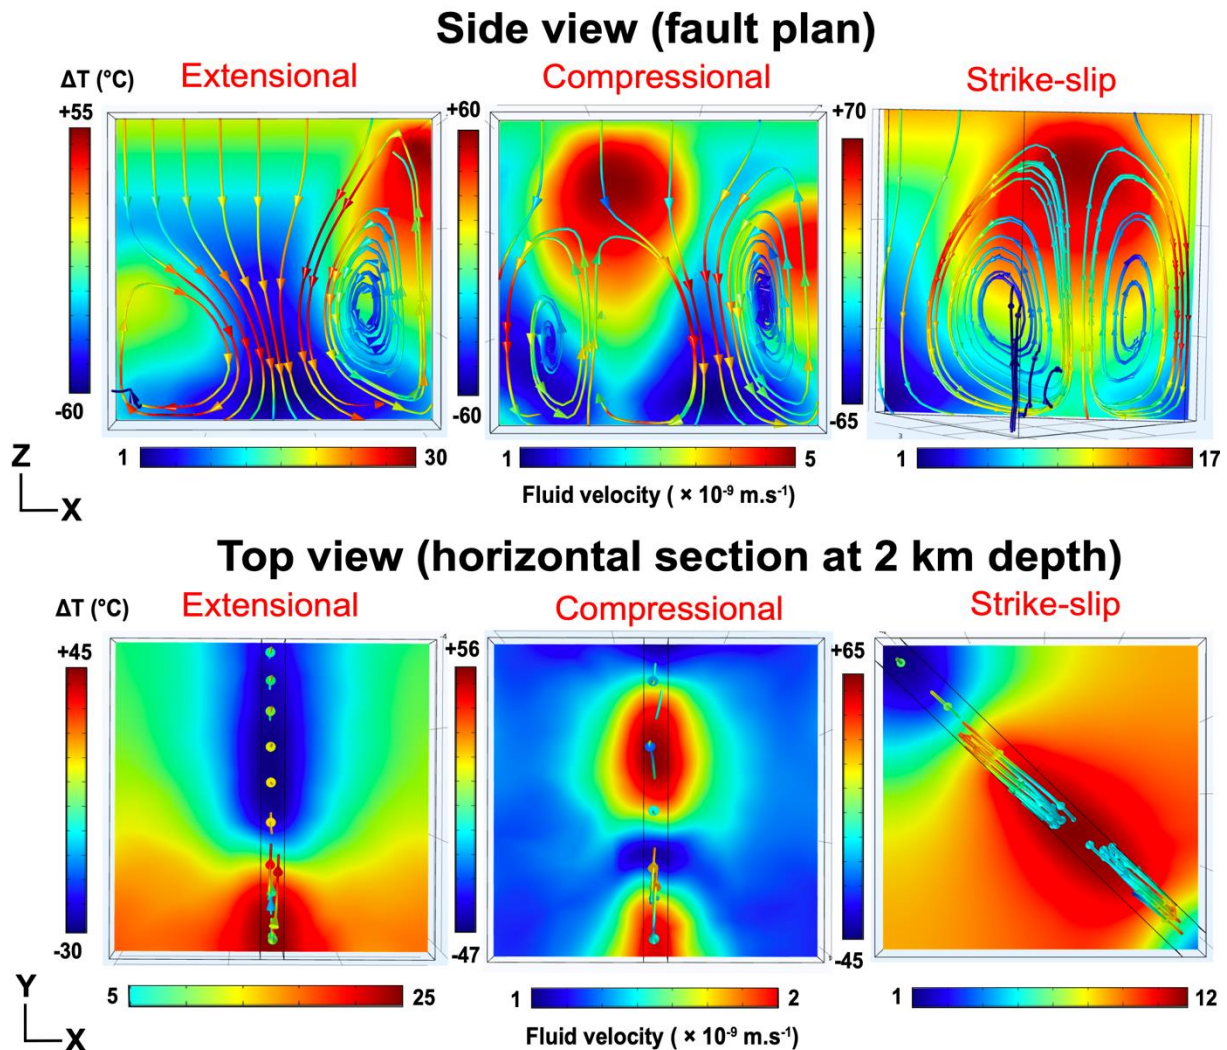 Side view (fault plan)
ΔT (°C)
Extensional
Compressional
Strike-slip
+55
+60
+70
-60
-60
-65
1
30
1
5
1
17
Fluid velocity ( × 10⁻⁹ m.s⁻¹)
3
Z
X
Top view (horizontal section at 2 km depth)
ΔT (°C)
Extensional
Compressional
Strike-slip
+45
+56
+65
-4
-30
-47
-45
5
25
1
2
1
12
Fluid velocity ( × 10⁻⁹ m.s⁻¹)
Y
X